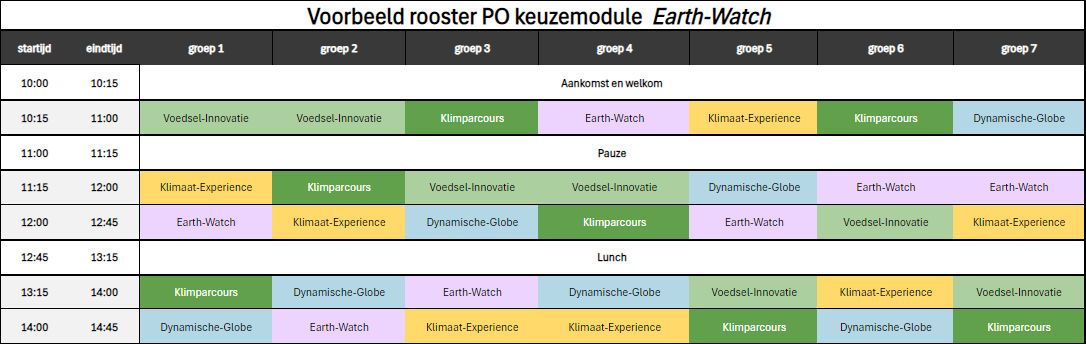 Voorbeeld rooster PO keuzemodule Earth-Watch
startijd eindtijd groep 1 groep 2 groep 3 groep 4 groep 5 groep 6 groep 7
10:00 10:15 Aankomst en welkom
10:15 11:00 Voedsel-Innovatie Voedsel-Innovatie Klimparcours Earth-Watch Klimaat-Experience Klimparcours Dynamische-Globe
11:00 11:15 Pauze
11:15 12:00 Klimaat-Experience Klimparcours Voedsel-Innovatie Voedsel-Innovatie Dynamische-Globe Earth-Watch Earth-Watch
12:00 12:45 Earth-Watch Klimaat-Experience Dynamische-Globe Klimparcours Earth-Watch Voedsel-Innovatie Klimaat-Experience
12:45 13:15 Lunch
13:15 14:00 Klimparcours Dynamische-Globe Earth-Watch Dynamische-Globe Voedsel-Innovatie Klimaat-Experience Voedsel-Innovatie
14:00 14:45 Dynamische-Globe Earth-Watch Klimaat-Experience Klimaat-Experience Klimparcours Dynamische-Globe Klimparcours